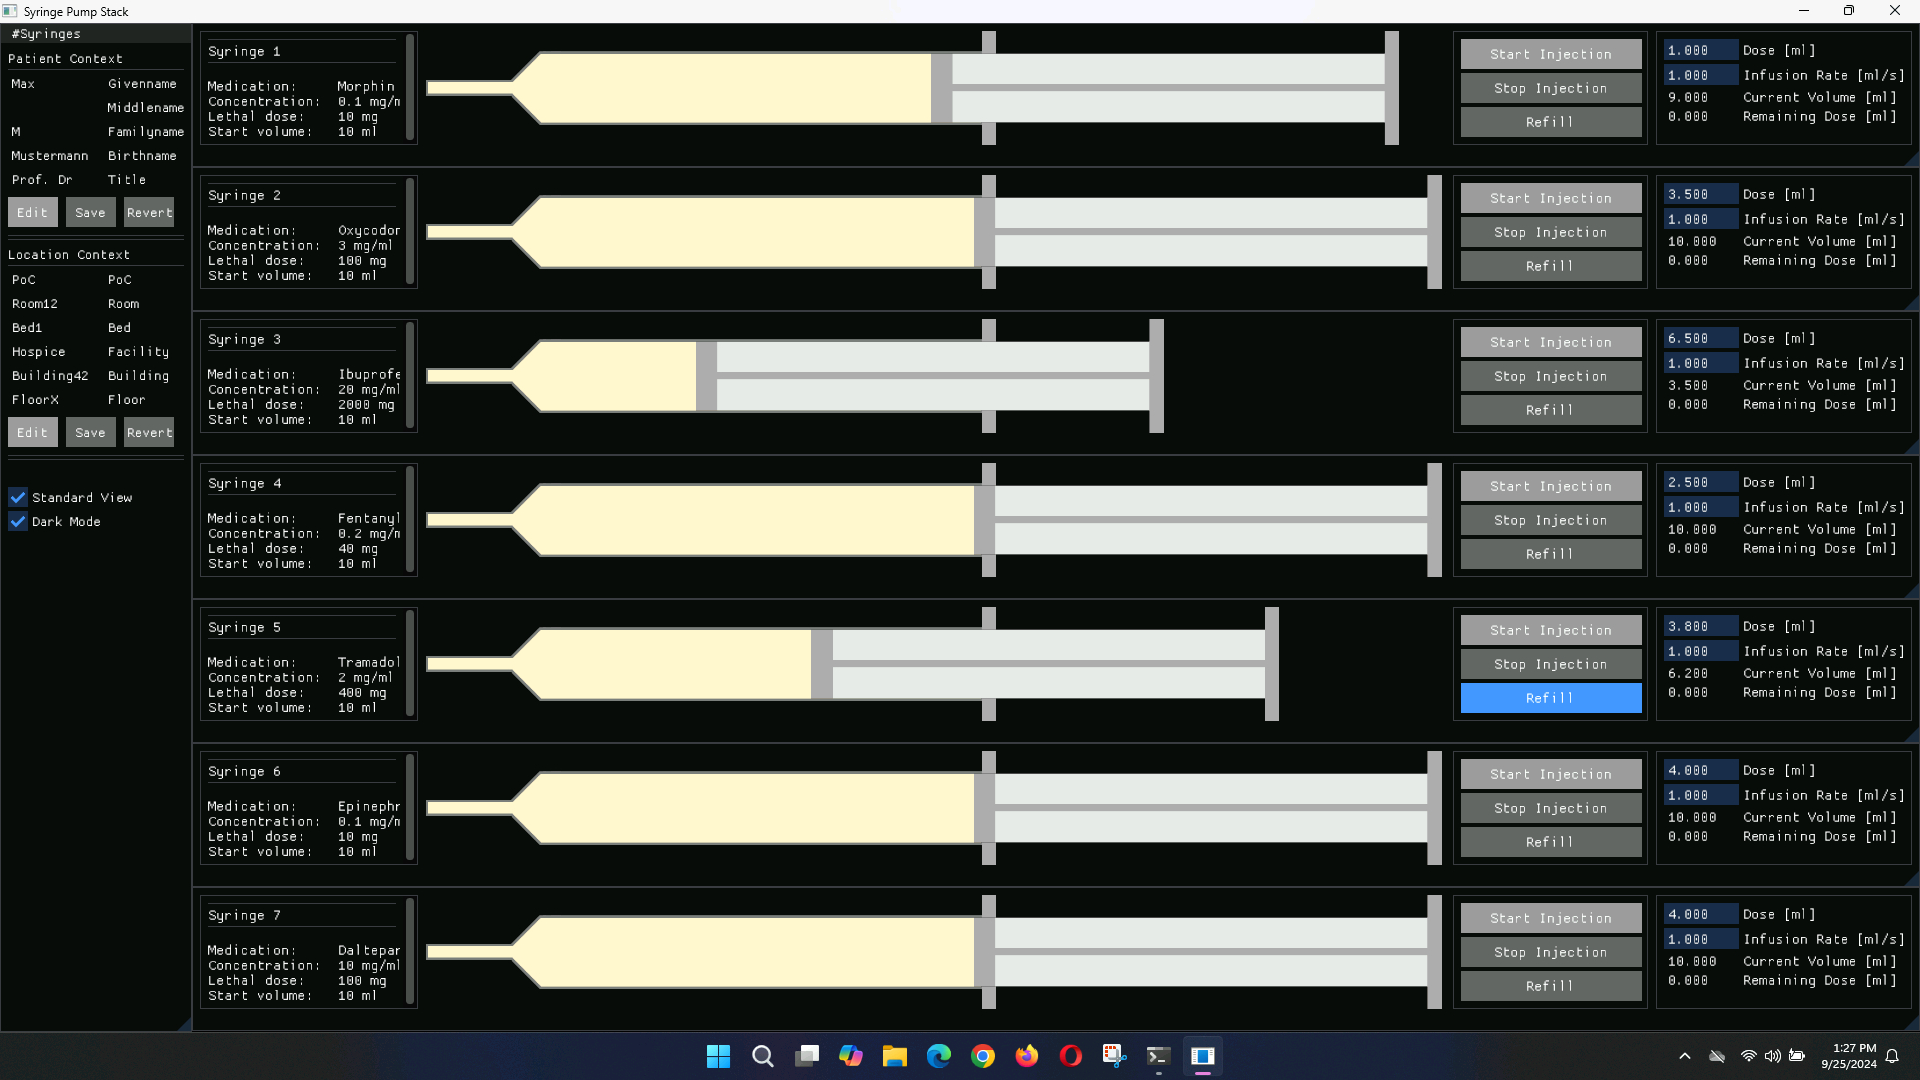 Syringe Pump Stack
#Syringes
Patient Context
Max Givenname
Middlename
M Familyname
Mustermann Birthname
Prof. Dr Title
Edit Save Revert
Location Context
PoC PoC
Room12 Room
Bed1 Bed
Hospice Facility
Building42 Building
FloorX Floor
Edit Save Revert
Standard View
Dark Mode
Syringe 1
Medication: Morphin
Concentration: 0.1 mg/m
Lethal dose: 10 mg
Start volume: 10 ml
Start Injection
Stop Injection
Refill
1.000 Dose [ml]
1.000 Infusion Rate [ml/s]
9.000 Current Volume [ml]
0.000 Remaining Dose [ml]
Syringe 2
Medication: Oxycodor
Concentration: 3 mg/ml
Lethal dose: 100 mg
Start volume: 10 ml
Start Injection
Stop Injection
Refill
3.500 Dose [ml]
1.000 Infusion Rate [ml/s]
10.000 Current Volume [ml]
0.000 Remaining Dose [ml]
Syringe 3
Medication: Ibuprofe
Concentration: 20 mg/ml
Lethal dose: 2000 mg
Start volume: 10 ml
Start Injection
Stop Injection
Refill
6.500 Dose [ml]
1.000 Infusion Rate [ml/s]
3.500 Current Volume [ml]
0.000 Remaining Dose [ml]
Syringe 4
Medication: Fentanyl
Concentration: 0.2 mg/m
Lethal dose: 40 mg
Start volume: 10 ml
Start Injection
Stop Injection
Refill
2.500 Dose [ml]
1.000 Infusion Rate [ml/s]
10.000 Current Volume [ml]
0.000 Remaining Dose [ml]
Syringe 5
Medication: Tramadol
Concentration: 2 mg/ml
Lethal dose: 400 mg
Start volume: 10 ml
Start Injection
Stop Injection
Refill
3.800 Dose [ml]
1.000 Infusion Rate [ml/s]
6.200 Current Volume [ml]
0.000 Remaining Dose [ml]
Syringe 6
Medication: Epinephr
Concentration: 0.1 mg/m
Lethal dose: 10 mg
Start volume: 10 ml
Start Injection
Stop Injection
Refill
4.000 Dose [ml]
1.000 Infusion Rate [ml/s]
10.000 Current Volume [ml]
0.000 Remaining Dose [ml]
Syringe 7
Medication: Daltepar
Concentration: 10 mg/ml
Lethal dose: 100 mg
Start volume: 10 ml
Start Injection
Stop Injection
Refill
4.000 Dose [ml]
1.000 Infusion Rate [ml/s]
10.000 Current Volume [ml]
0.000 Remaining Dose [ml]
1:27 PM
9/25/2024